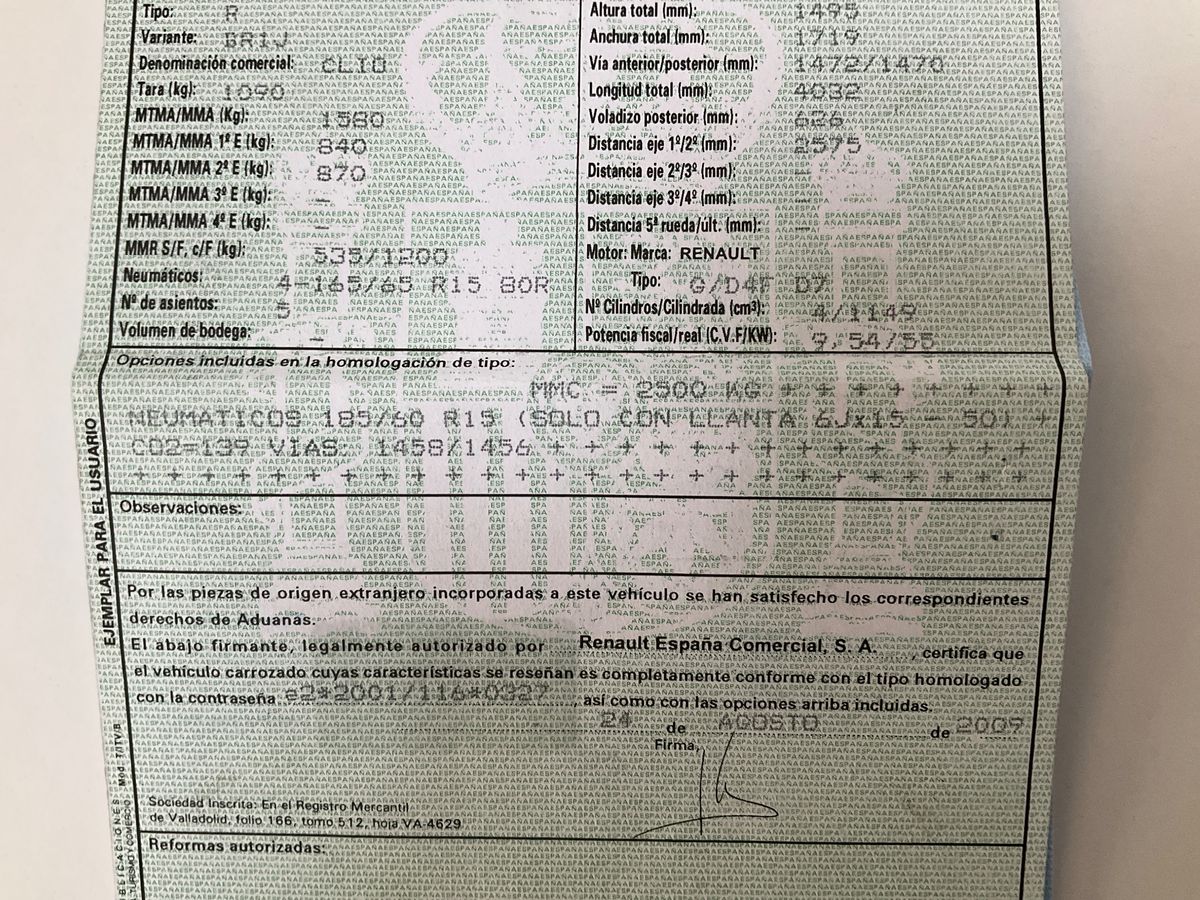 Tipo: R
Variante: BR1J
Denominación comercial: CLIO
Tara (kg): 1090
MTMA/MMA (Kg): 1580
MTMA/MMA 1º E (kg): 840
MTMA/MMA 2º E (kg): 870
MTMA/MMA 3º E (kg): –
MTMA/MMA 4º E (kg): –
MMR S/F, c/F (kg): 535/1200
Neumáticos: 4-165/65 R15 80R
Nº de asientos: 5
Volumen de bodega: –
Altura total (mm): 1495
Anchura total (mm): 1719
Vía anterior/posterior (mm): 1472/1470
Longitud total (mm): 4032
Voladizo posterior (mm): 626
Distancia eje 1º/2º (mm): 2575
Distancia eje 2º/3º (mm): –
Distancia eje 3º/4º (mm): –
Distancia 5ª rueda/últ. (mm): –
Motor: Marca: RENAULT
Tipo: G/D4F D7
Nº Cilindros/Cilindrada (cm³): 4/1149
Potencia fiscal/real (C.V.F/KW): 9,54/55
Opciones incluidas en la homologación de tipo:
MMC = 2500 KG + + + + + + + + + +
NEUMATICOS 185/60 R15 (SOLO CON LLANTA 6Jx15 - 50) +
CO2=139 VIAS: 1458/1456 + + + + + + + + + + + + + + + + +
+ + + + + + + + + + + + + + + + + + + + + + + + + + + + + + + +
Observaciones:
Por las piezas de origen extranjero incorporadas a este vehículo se han satisfecho los correspondientes
derechos de Aduanas.
El abajo firmante, legalmente autorizado por Renault España Comercial, S. A. , certifica que
el vehículo carrozado cuyas características se reseñan es completamente conforme con el tipo homologado
con la contraseña e2*2001/116*0327 , así como con las opciones arriba incluidas.
24 de AGOSTO de 2009
Firma,
Sociedad Inscrita: En el Registro Mercantil
de Valladolid, folio 166, tomo 512, hoja VA-4629
Reformas autorizadas:
EJEMPLAR PARA EL USUARIO